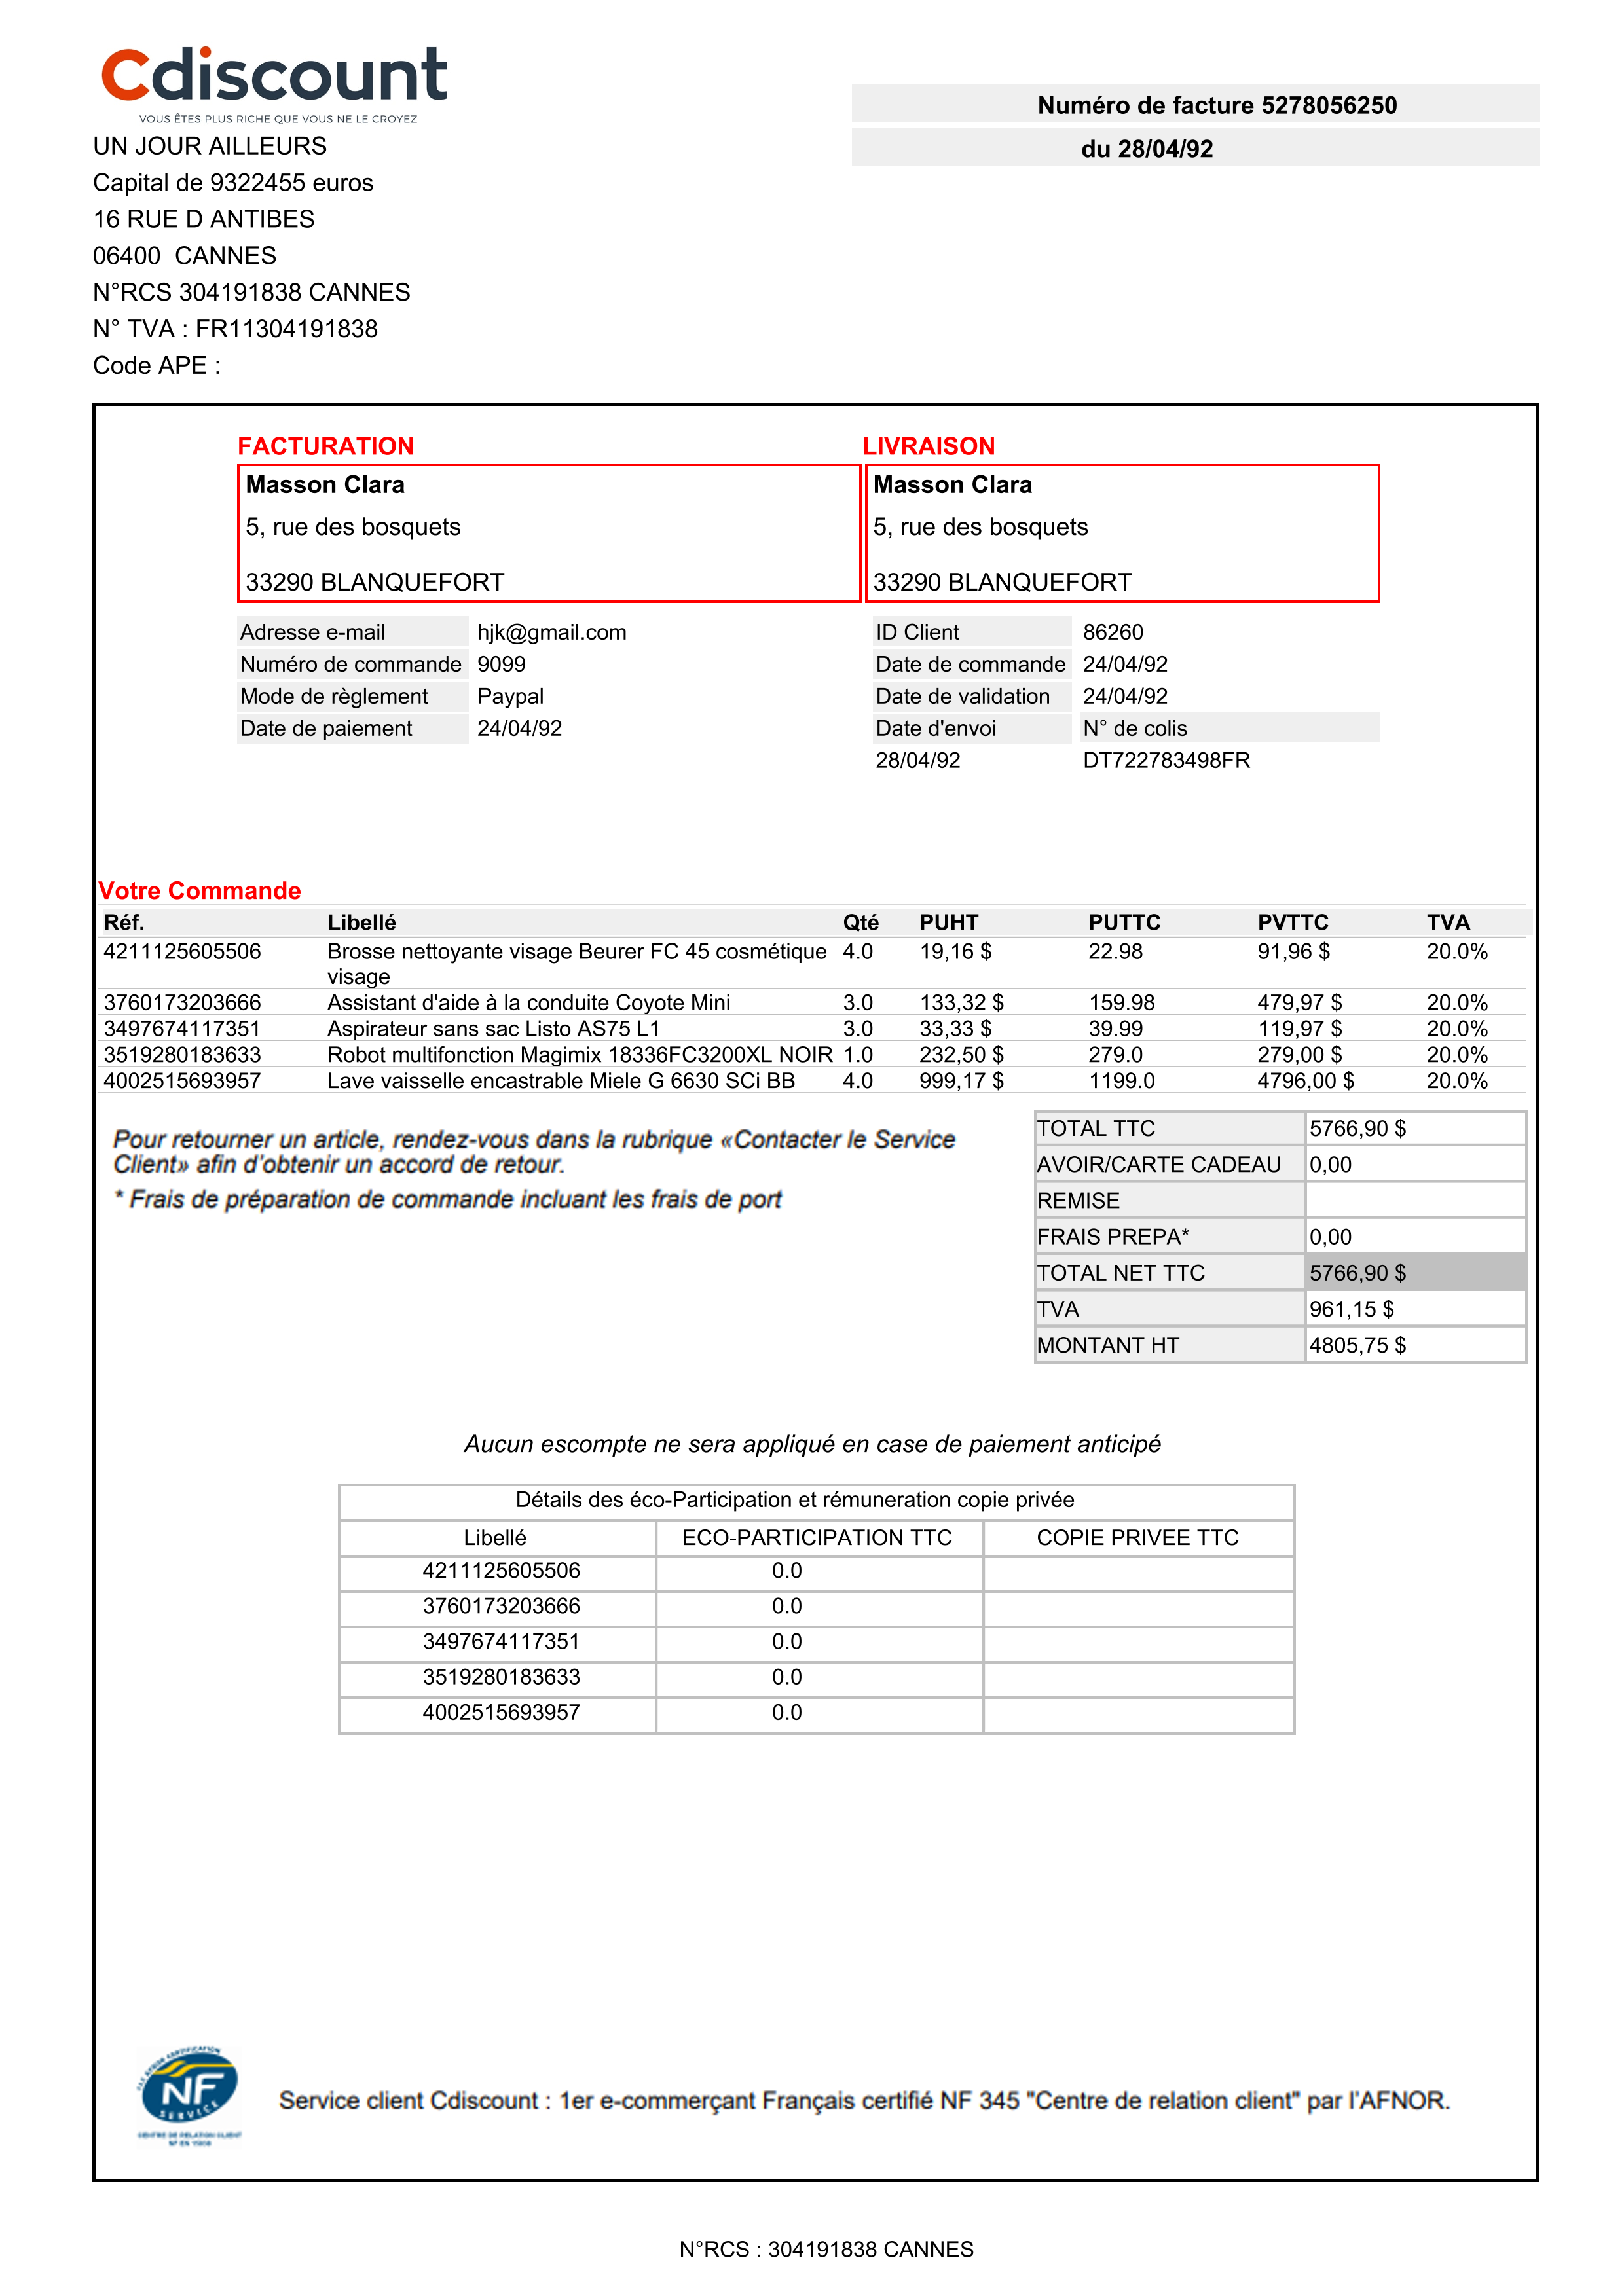 Cdiscount
VOUS ÊTES PLUS RICHE QUE VOUS NE LE CROYEZ
Numéro de facture 5278056250
du 28/04/92
UN JOUR AILLEURS
Capital de 9322455 euros
16 RUE D ANTIBES
06400 CANNES
N°RCS 304191838 CANNES
N° TVA : FR11304191838
Code APE :
FACTURATION LIVRAISON
Masson Clara Masson Clara
5, rue des bosquets 5, rue des bosquets
33290 BLANQUEFORT 33290 BLANQUEFORT
Adresse e-mail hjk@gmail.com ID Client 86260
Numéro de commande 9099 Date de commande 24/04/92
Mode de règlement Paypal Date de validation 24/04/92
Date de paiement 24/04/92 Date d'envoi N° de colis
28/04/92 DT722783498FR
Votre Commande
Réf. Libellé Qté PUHT PUTTC PVTTC TVA
4211125605506 Brosse nettoyante visage Beurer FC 45 cosmétique 4.0 19,16 $ 22.98 91,96 $ 20.0%
visage
3760173203666 Assistant d'aide à la conduite Coyote Mini 3.0 133,32 $ 159.98 479,97 $ 20.0%
3497674117351 Aspirateur sans sac Listo AS75 L1 3.0 33,33 $ 39.99 119,97 $ 20.0%
3519280183633 Robot multifonction Magimix 18336FC3200XL NOIR 1.0 232,50 $ 279.0 279,00 $ 20.0%
4002515693957 Lave vaisselle encastrable Miele G 6630 SCi BB 4.0 999,17 $ 1199.0 4796,00 $ 20.0%
Pour retourner un article, rendez-vous dans la rubrique «Contacter le Service
Client» afin d'obtenir un accord de retour.
* Frais de préparation de commande incluant les frais de port
TOTAL TTC 5766,90 $
AVOIR/CARTE CADEAU 0,00
REMISE
FRAIS PREPA* 0,00
TOTAL NET TTC 5766,90 $
TVA 961,15 $
MONTANT HT 4805,75 $
Aucun escompte ne sera appliqué en case de paiement anticipé
Détails des éco-Participation et rémuneration copie privée
Libellé ECO-PARTICIPATION TTC COPIE PRIVEE TTC
4211125605506 0.0
3760173203666 0.0
3497674117351 0.0
3519280183633 0.0
4002515693957 0.0
NF
SERVICE
CENTRE DE RELATION CLIENT
Service client Cdiscount : 1er e-commerçant Français certifié NF 345 "Centre de relation client" par l'AFNOR.
N°RCS : 304191838 CANNES